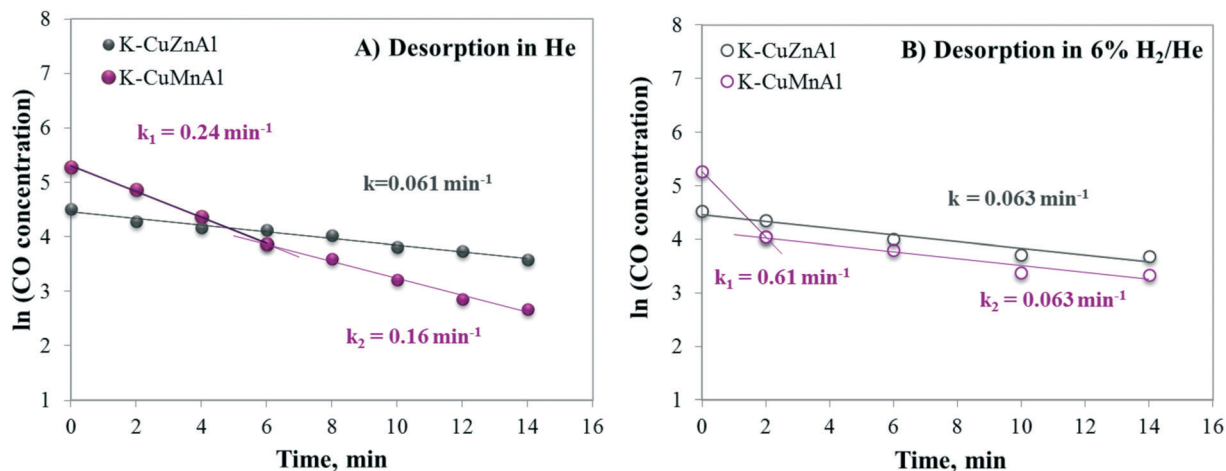 A) Desorption in He
K-CuZnAl
K-CuMnAl
k₁ = 0.24 min⁻¹
k=0.061 min⁻¹
k₂ = 0.16 min⁻¹
ln (CO concentration)
8
7
6
5
4
3
2
1
0 2 4 6 8 10 12 14 16
Time, min
B) Desorption in 6% H₂/He
K-CuZnAl
K-CuMnAl
k = 0.063 min⁻¹
k₁ = 0.61 min⁻¹
k₂ = 0.063 min⁻¹
ln (CO concentration)
8
7
6
5
4
3
2
1
0 2 4 6 8 10 12 14 16
Time, min